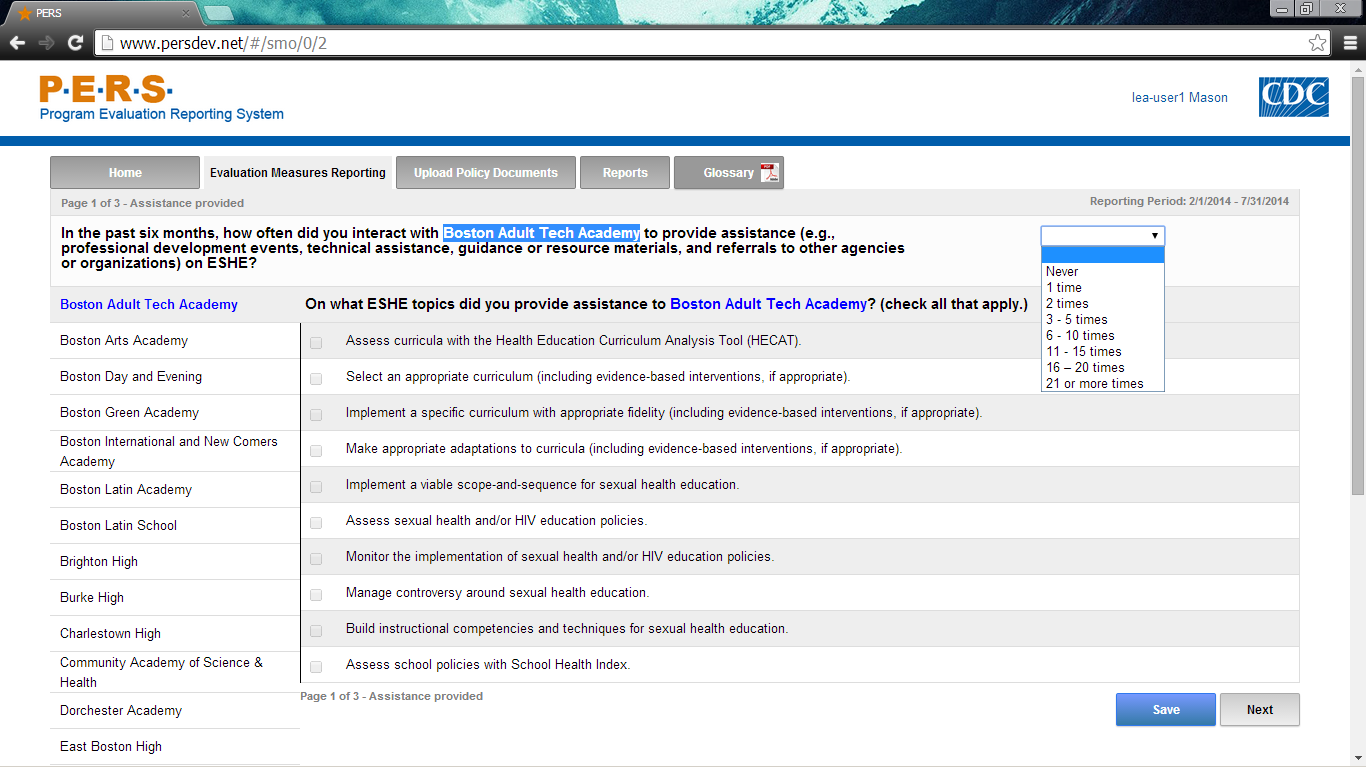 PERS
www.persdev.net/#/smo/0/2
P·E·R·S·
Program Evaluation Reporting System
lea-user1 Mason
CDC
Home
Evaluation Measures Reporting
Upload Policy Documents
Reports
Glossary
Page 1 of 3 - Assistance provided
Reporting Period: 2/1/2014 - 7/31/2014
In the past six months, how often did you interact with Boston Adult Tech Academy to provide assistance (e.g.,
professional development events, technical assistance, guidance or resource materials, and referrals to other agencies
or organizations) on ESHE?
Never
1 time
2 times
3 - 5 times
6 - 10 times
11 - 15 times
16 – 20 times
21 or more times
Boston Adult Tech Academy
Boston Arts Academy
Boston Day and Evening
Boston Green Academy
Boston International and New Comers
Academy
Boston Latin Academy
Boston Latin School
Brighton High
Burke High
Charlestown High
Community Academy of Science &
Health
Dorchester Academy
East Boston High
On what ESHE topics did you provide assistance to Boston Adult Tech Academy? (check all that apply.)
Assess curricula with the Health Education Curriculum Analysis Tool (HECAT).
Select an appropriate curriculum (including evidence-based interventions, if appropriate).
Implement a specific curriculum with appropriate fidelity (including evidence-based interventions, if appropriate).
Make appropriate adaptations to curricula (including evidence-based interventions, if appropriate).
Implement a viable scope-and-sequence for sexual health education.
Assess sexual health and/or HIV education policies.
Monitor the implementation of sexual health and/or HIV education policies.
Manage controversy around sexual health education.
Build instructional competencies and techniques for sexual health education.
Assess school policies with School Health Index.
Page 1 of 3 - Assistance provided
Save
Next